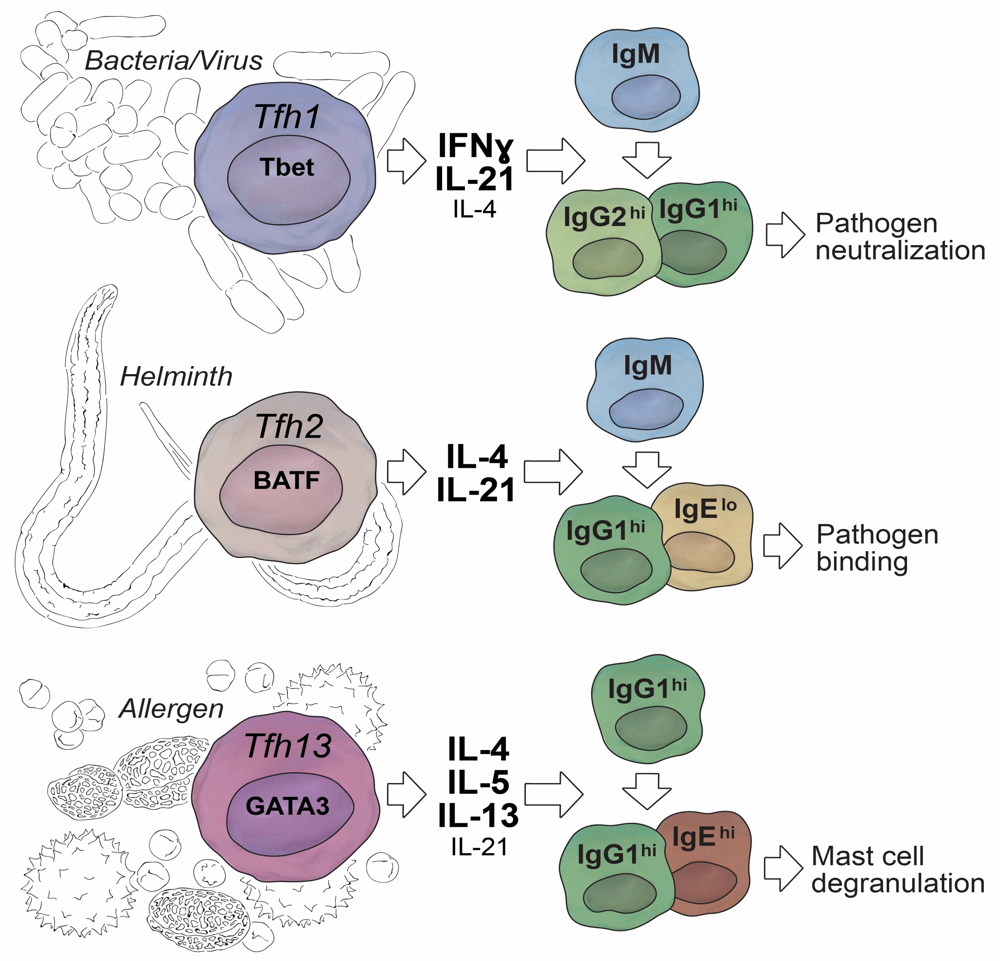 Bacteria/Virus
Tfh1
Tbet
IFNɣ
IL-21
IL-4
IgM
IgG2hi
IgG1hi
Pathogen
neutralization
Helminth
Tfh2
BATF
IL-4
IL-21
IgM
IgG1hi
IgElo
Pathogen
binding
Allergen
Tfh13
GATA3
IL-4
IL-5
IL-13
IL-21
IgG1hi
IgG1hi
IgEhi
Mast cell
degranulation